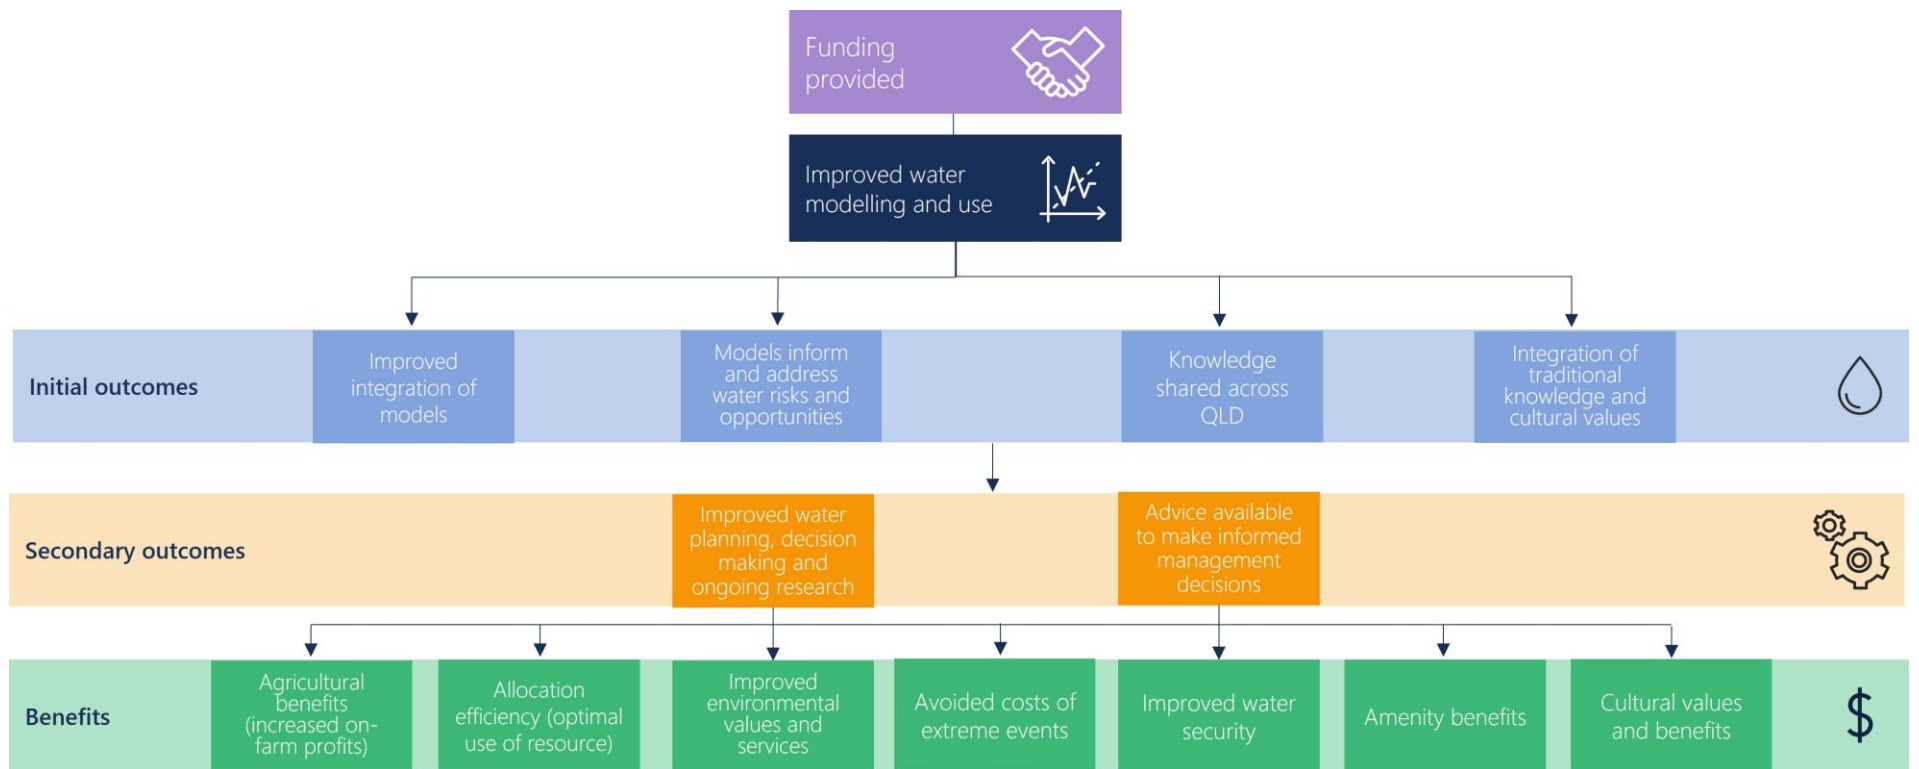 Funding
provided
Improved water
modelling and use
Initial outcomes
Improved
integration of
models
Models inform
and address
water risks and
opportunities
Knowledge
shared across
QLD
Integration of
traditional
knowledge and
cultural values
Secondary outcomes
Improved water
planning, decision
making and
ongoing research
Advice available
to make informed
management
decisions
Benefits
Agricultural
benefits
(increased on-
farm profits)
Allocation
efficiency (optimal
use of resource)
Improved
environmental
values and
services
Avoided costs of
extreme events
Improved water
security
Amenity benefits
Cultural values
and benefits
$